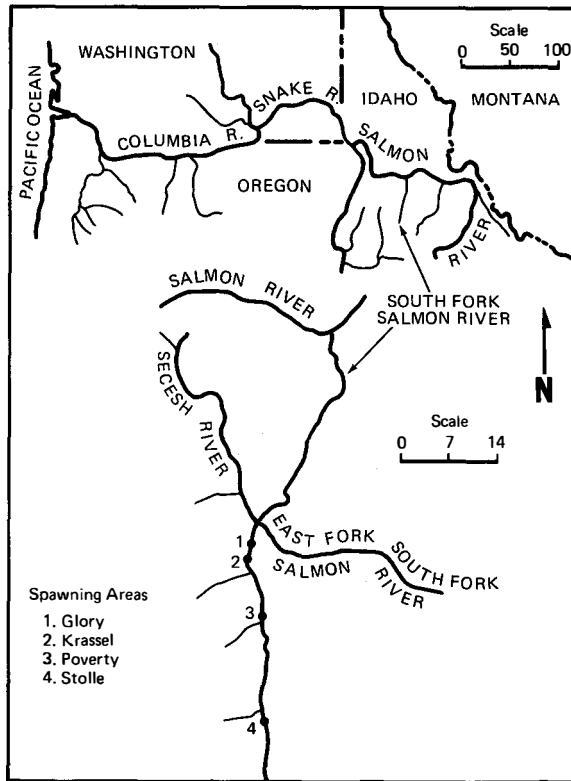 WASHINGTON
Scale
0 50 100
PACIFIC OCEAN
COLUMBIA R.
SNAKE R.
IDAHO
MONTANA
SALMON
RIVER
OREGON
SALMON RIVER
SOUTH FORK
SALMON RIVER
N
SECESH RIVER
Scale
0 7 14
EAST FORK SOUTH FORK
SALMON RIVER
1
2
3
4
Spawning Areas
1. Glory
2. Krassel
3. Poverty
4. Stolle